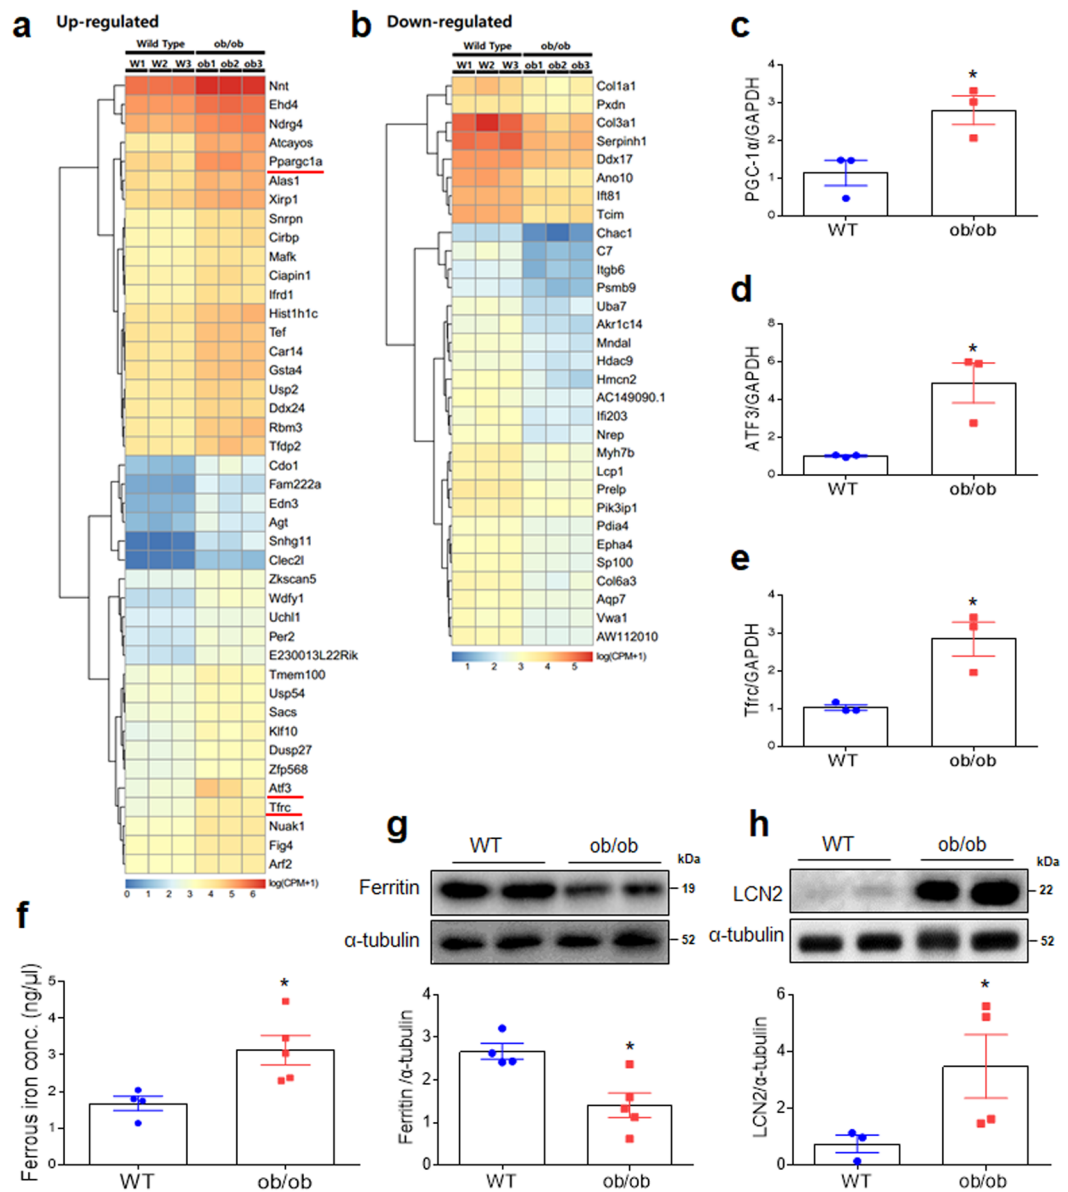 a Up-regulated
Wild Type ob/ob
W1 W2 W3 ob1 ob2 ob3
Nnt
Ehd4
Ndrg4
Atcayos
Ppargc1a
Alas1
Xirp1
Snrpn
Cirbp
Mafk
Ciapin1
Ifrd1
Hist1h1c
Tef
Car14
Gsta4
Usp2
Ddx24
Rbm3
Tfdp2
Cdo1
Fam222a
Edn3
Agt
Snhg11
Clec2l
Zkscan5
Wdfy1
Uchl1
Per2
E230013L22Rik
Tmem100
Usp54
Sacs
Klf10
Dusp27
Zfp568
Atf3
Tfrc
Nuak1
Fig4
Arf2
log(CPM+1)
0 1 2 3 4 5 6
b Down-regulated
Wild Type ob/ob
W1 W2 W3 ob1 ob2 ob3
Col1a1
Pxdn
Col3a1
Serpinh1
Ddx17
Ano10
Ift81
Tcim
Chac1
C7
Itgb6
Psmb9
Uba7
Akr1c14
Mndal
Hdac9
Hmcn2
AC149090.1
Ifi203
Nrep
Myh7b
Lcp1
Prelp
Pik3ip1
Pdia4
Epha4
Sp100
Col6a3
Aqp7
Vwa1
AW112010
log(CPM+1)
1 2 3 4 5
c
PGC-1α/GAPDH
4
3
2
1
0
*
WT ob/ob
d
ATF3/GAPDH
8
6
4
2
0
*
WT ob/ob
e
Tfrc/GAPDH
4
3
2
1
0
*
WT ob/ob
f
Ferrous iron conc. (ng/µl)
5
4
3
2
1
0
*
WT ob/ob
g
WT ob/ob
kDa
Ferritin 19
α-tubulin 52
Ferritin /α-tubulin
4
3
2
1
0
*
WT ob/ob
h
WT ob/ob
kDa
LCN2 22
α-tubulin 52
LCN2/α-tubulin
6
4
2
0
*
WT ob/ob